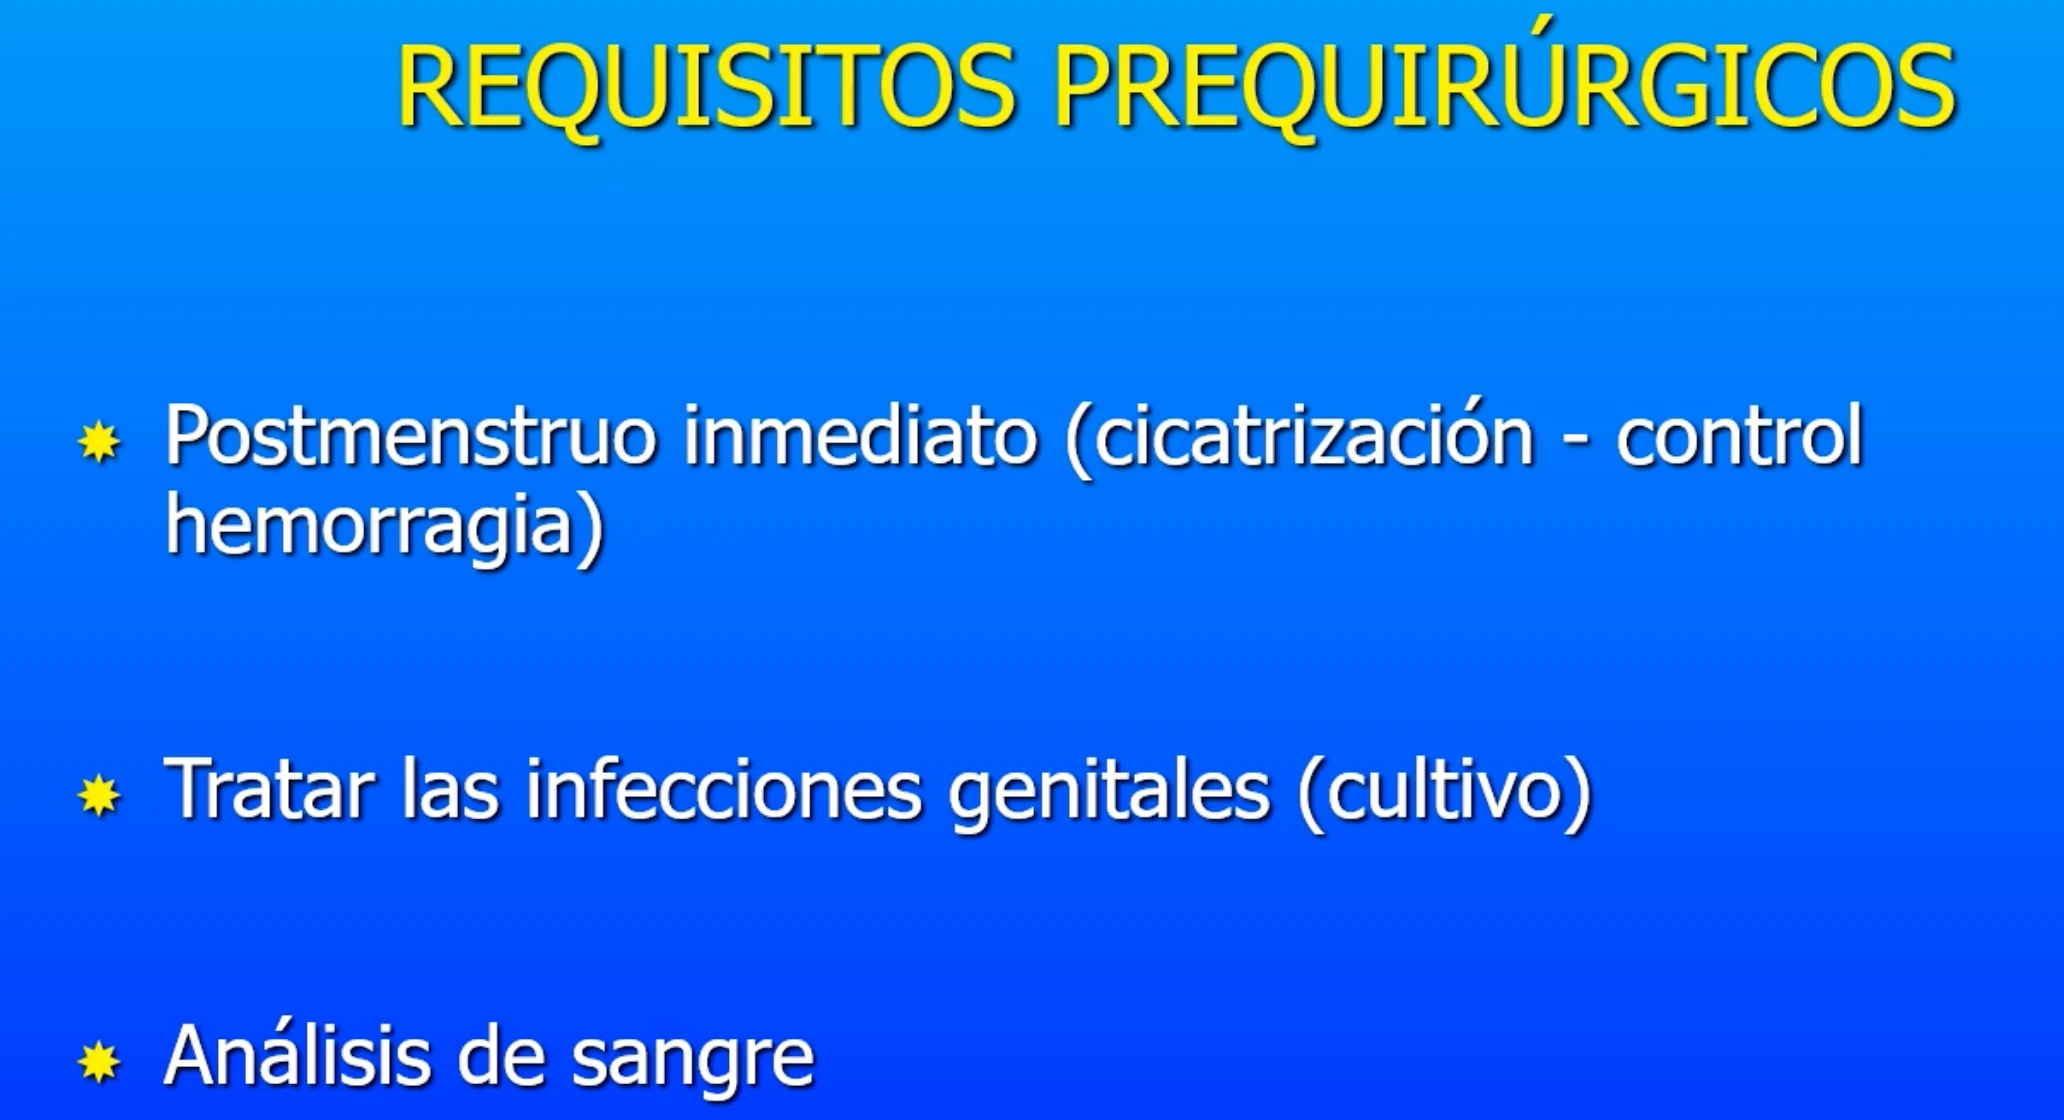 REQUISITOS PREQUIRÚRGICOS
Postmenstruo inmediato (cicatrización - control
hemorragia)
Tratar las infecciones genitales (cultivo)
Análisis de sangre